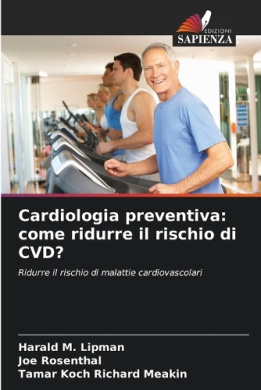 EDIZIONI
SAPIENZA
Cardiologia preventiva:
come ridurre il rischio di
CVD?
Ridurre il rischio di malattie cardiovascolari
Harald M. Lipman
Joe Rosenthal
Tamar Koch Richard Meakin